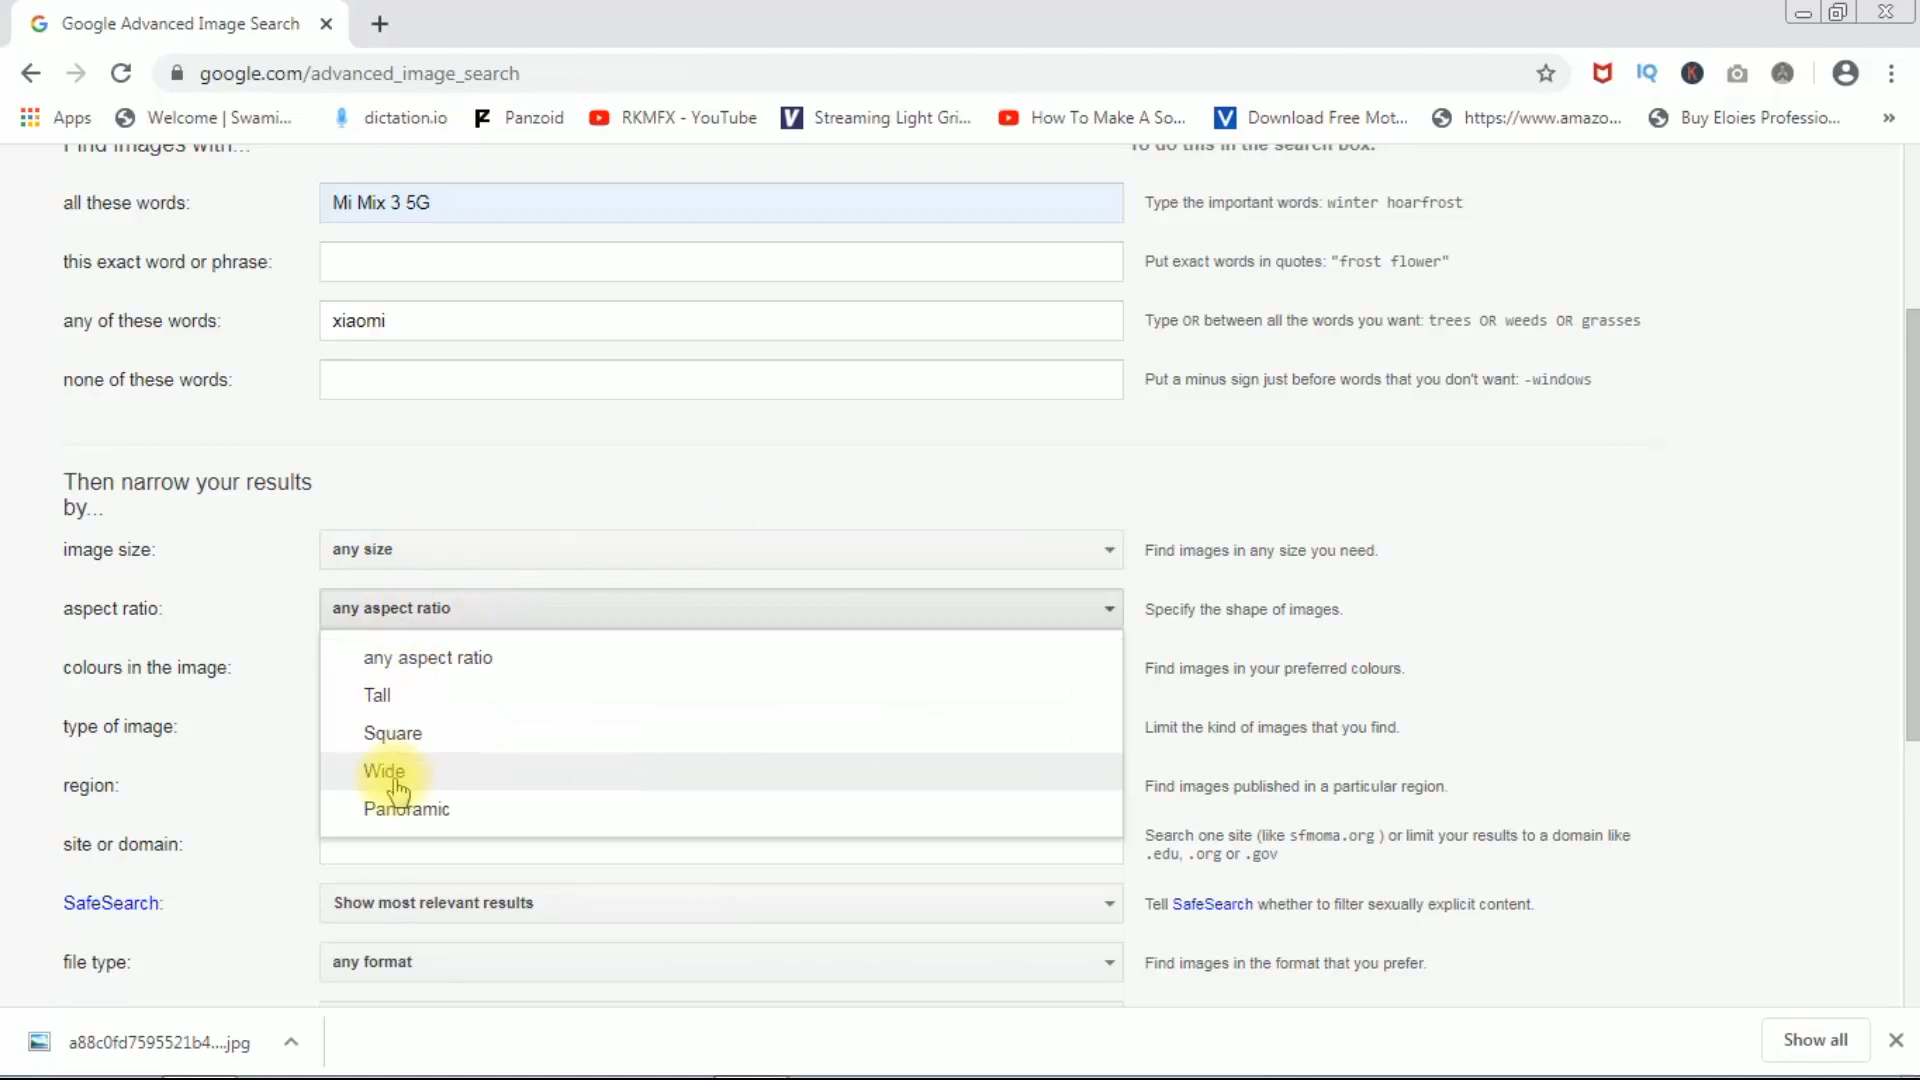 Google Advanced Image Search
google.com/advanced_image_search
Apps Welcome | Swami... dictation.io Panzoid RKMFX - YouTube Streaming Light Gri... How To Make A So... Download Free Mot... https://www.amazo... Buy Eloies Professio... »
Find images with... To do this in the search box.
all these words: Mi Mix 3 5G Type the important words: winter hoarfrost
this exact word or phrase: Put exact words in quotes: "frost flower"
any of these words: xiaomi Type OR between all the words you want: trees OR weeds OR grasses
none of these words: Put a minus sign just before words that you don't want: -windows
Then narrow your results
by...
image size: any size Find images in any size you need.
aspect ratio: any aspect ratio Specify the shape of images.
any aspect ratio
colours in the image: Find images in your preferred colours.
Tall
type of image: Square Limit the kind of images that you find.
Wide
region: Find images published in a particular region.
Panoramic
site or domain: Search one site (like sfmoma.org ) or limit your results to a domain like
.edu, .org or .gov
SafeSearch: Show most relevant results Tell SafeSearch whether to filter sexually explicit content.
file type: any format Find images in the format that you prefer.
a88c0fd7595521b4....jpg Show all